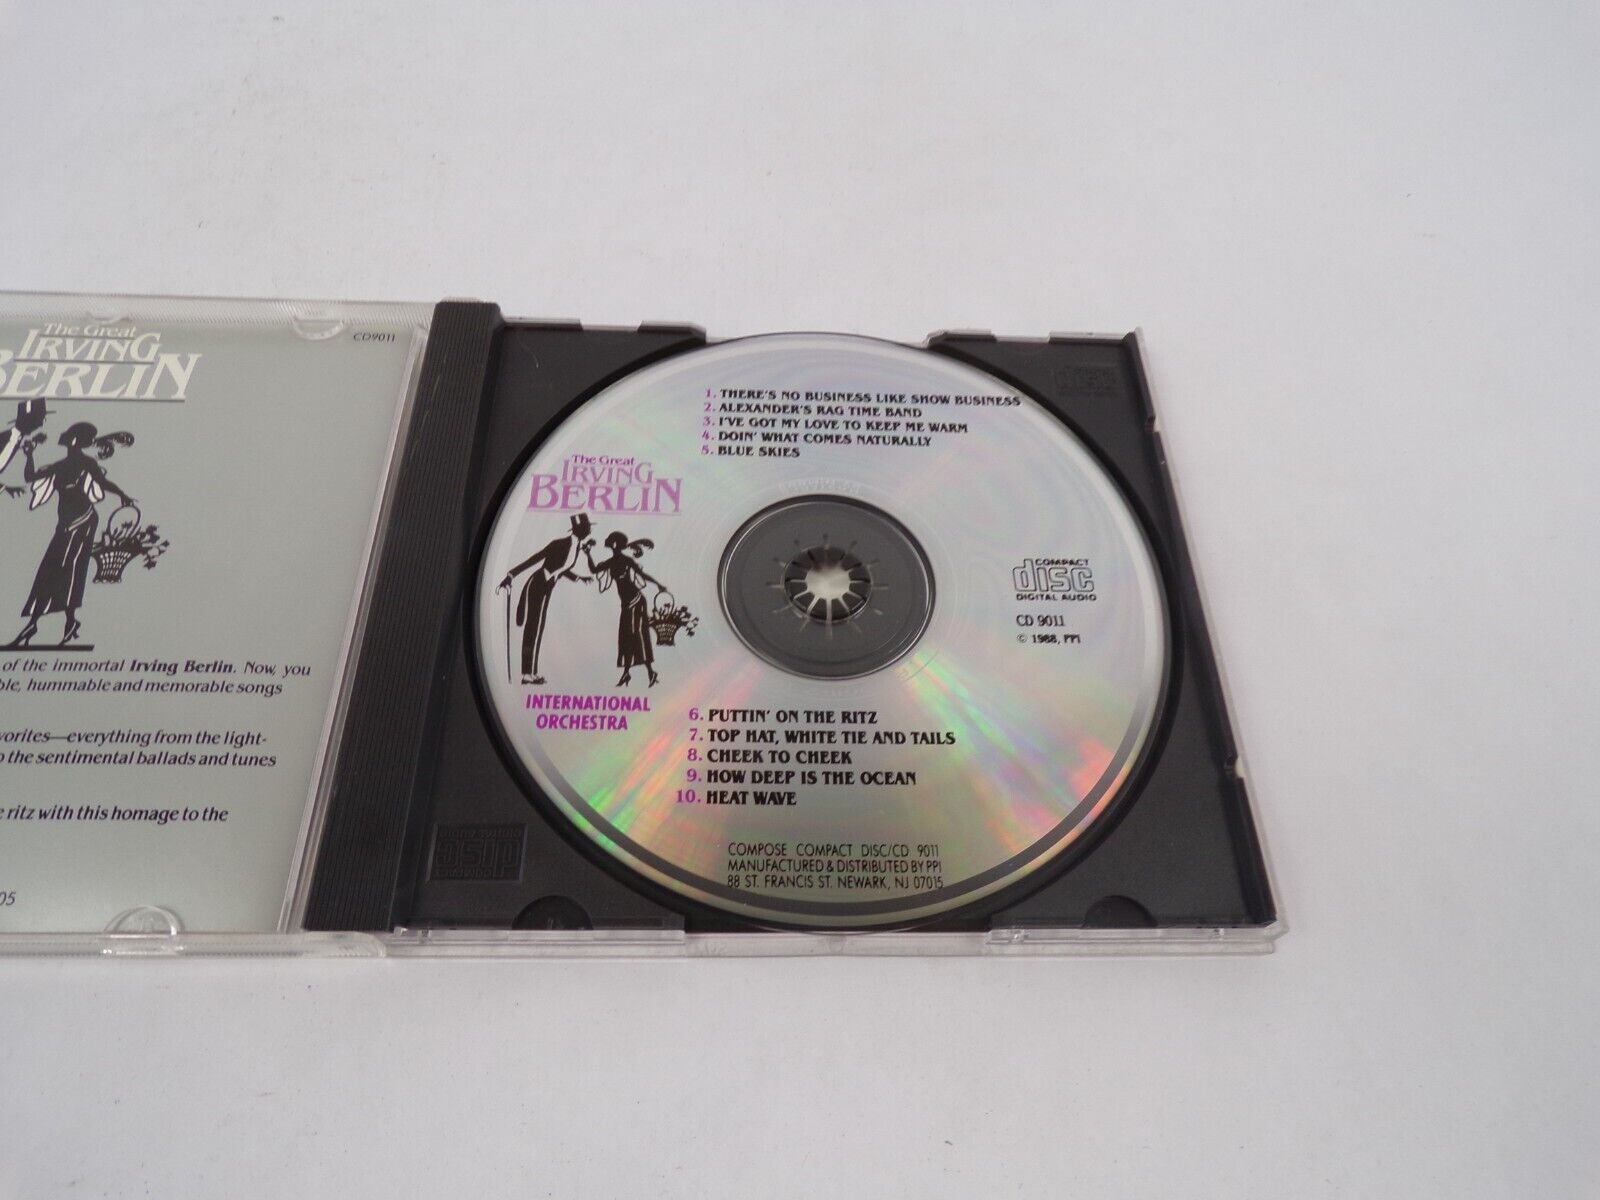 The Great
IRVING
BERLIN
CD9011
of the immortal Irving Berlin. Now, you
ble, hummable and memorable songs
vorites—everything from the light-
o the sentimental ballads and tunes
e ritz with this homage to the
05
1. THERE'S NO BUSINESS LIKE SHOW BUSINESS
2. ALEXANDER'S RAG TIME BAND
3. I'VE GOT MY LOVE TO KEEP ME WARM
4. DOIN' WHAT COMES NATURALLY
5. BLUE SKIES
The Great
IRVING
BERLIN
INTERNATIONAL
ORCHESTRA
COMPACT
disc
DIGITAL AUDIO
CD 9011
© 1988, PPI
6. PUTTIN' ON THE RITZ
7. TOP HAT, WHITE TIE AND TAILS
8. CHEEK TO CHEEK
9. HOW DEEP IS THE OCEAN
10. HEAT WAVE
COMPOSE COMPACT DISC/CD 9011
MANUFACTURED & DISTRIBUTED BY PPI
88 ST. FRANCIS ST. NEWARK, NJ 07015
COMPACT
disc
DIGITAL AUDIO